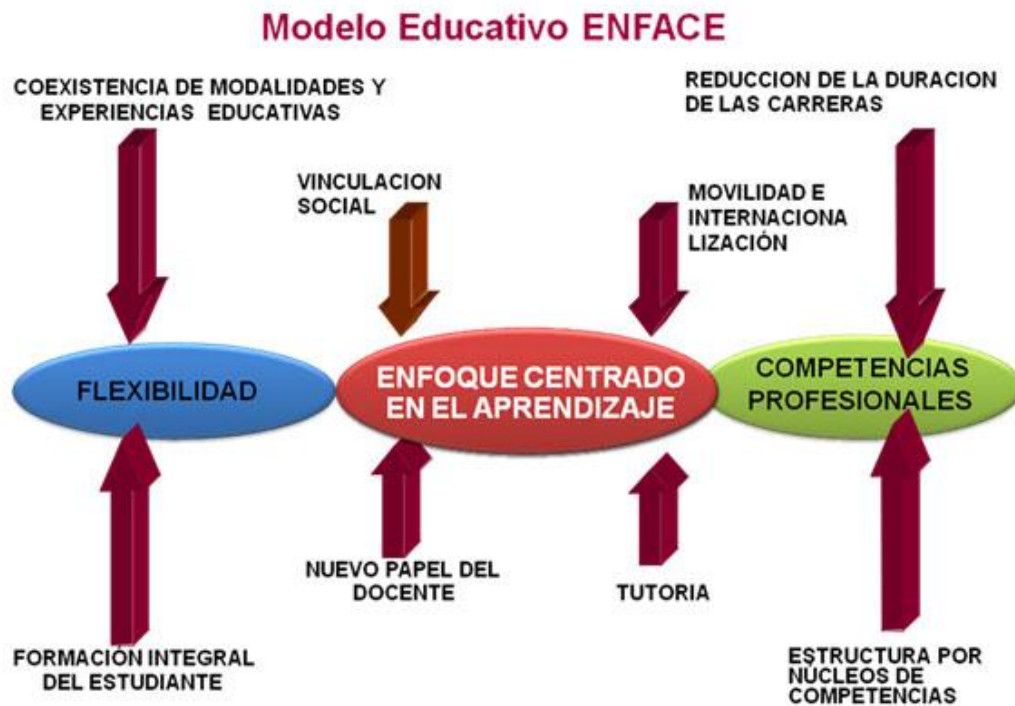 Modelo Educativo ENFACE
COEXISTENCIA DE MODALIDADES Y
EXPERIENCIAS EDUCATIVAS
REDUCCION DE LA DURACION
DE LAS CARRERAS
VINCULACION
SOCIAL
MOVILIDAD E
INTERNACIONA
LIZACIÓN
FLEXIBILIDAD
ENFOQUE CENTRADO
EN EL APRENDIZAJE
COMPETENCIAS
PROFESIONALES
NUEVO PAPEL DEL
DOCENTE
TUTORIA
FORMACIÓN INTEGRAL
DEL ESTUDIANTE
ESTRUCTURA POR
NÚCLEOS DE
COMPETENCIAS